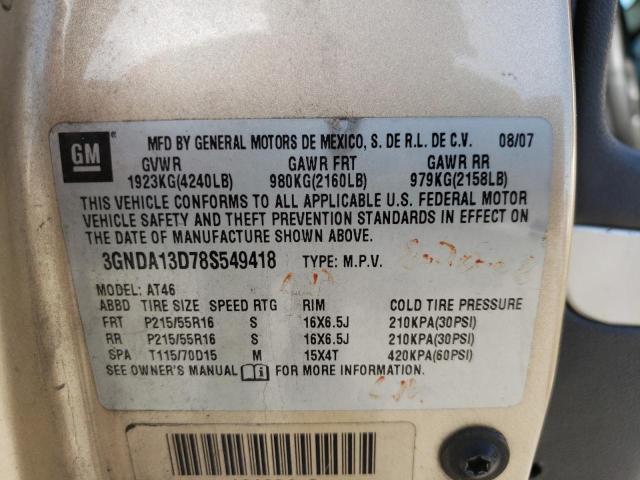 GM MFD BY GENERAL MOTORS DE MEXICO, S. DE R.L. DE C.V. 08/07
GVWR GAWR FRT GAWR RR
1923KG(4240LB) 980KG(2160LB) 979KG(2158LB)
THIS VEHICLE CONFORMS TO ALL APPLICABLE U.S. FEDERAL MOTOR
VEHICLE SAFETY AND THEFT PREVENTION STANDARDS IN EFFECT ON
THE DATE OF MANUFACTURE SHOWN ABOVE.
3GNDA13D78S549418 TYPE: M.P.V.
MODEL: AT46
ABBD TIRE SIZE SPEED RTG RIM COLD TIRE PRESSURE
FRT P215/55R16 S 16X6.5J 210KPA(30PSI)
RR P215/55R16 S 16X6.5J 210KPA(30PSI)
SPA T115/70D15 M 15X4T 420KPA(60PSI)
SEE OWNER'S MANUAL FOR MORE INFORMATION.